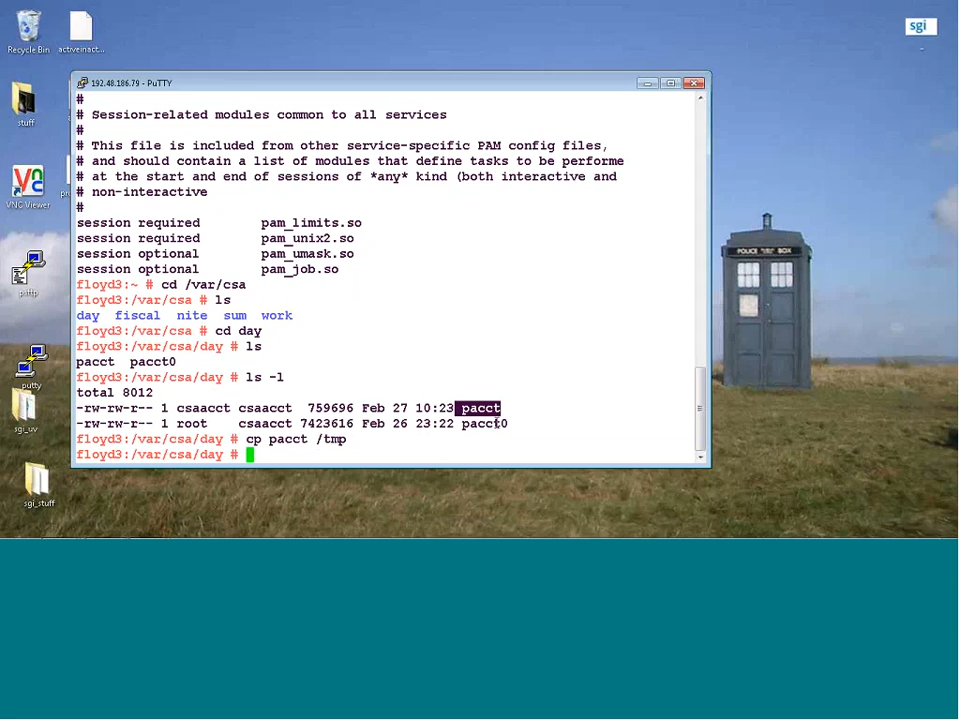 Recycle Bin
activeinact...
sgi
stuff
VNC Viewer
psftp
putty
sgi_uv
sgi_stuff
192.48.186.79 - PuTTY
#
# Session-related modules common to all services
#
# This file is included from other service-specific PAM config files,
# and should contain a list of modules that define tasks to be performe
# at the start and end of sessions of *any* kind (both interactive and
# non-interactive
#
session required        pam_limits.so
session required        pam_unix2.so
session optional        pam_umask.so
session optional        pam_job.so
floyd3:~ # cd /var/csa
floyd3:/var/csa # ls
day  fiscal  nite  sum  work
floyd3:/var/csa # cd day
floyd3:/var/csa/day # ls
pacct  pacct0
floyd3:/var/csa/day # ls -l
total 8012
-rw-rw-r-- 1 csaacct csaacct  759696 Feb 27 10:23 pacct
-rw-rw-r-- 1 root    csaacct 7423616 Feb 26 23:22 pacct0
floyd3:/var/csa/day # cp pacct /tmp
floyd3:/var/csa/day #
POLICE BOX